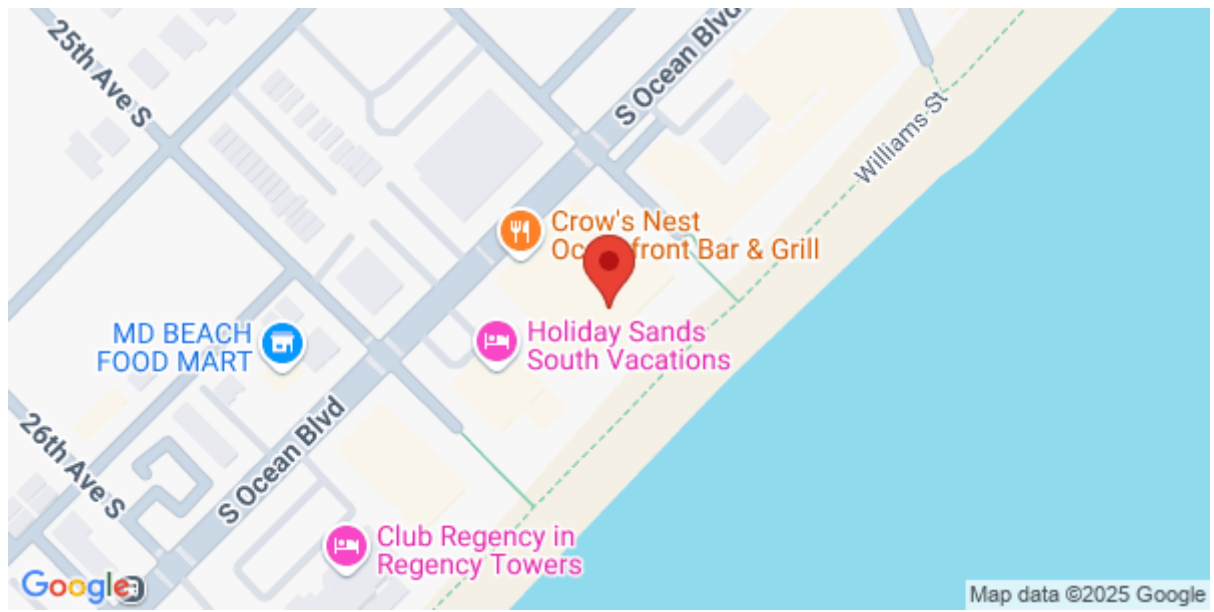 25th Ave S
S Ocean Blvd
Williams St
Crow's Nest
Oceanfront Bar & Grill
MD BEACH
FOOD MART
Holiday Sands
South Vacations
26th Ave S
S Ocean Blvd
Club Regency in
Regency Towers
Google
Map data ©2025 Google